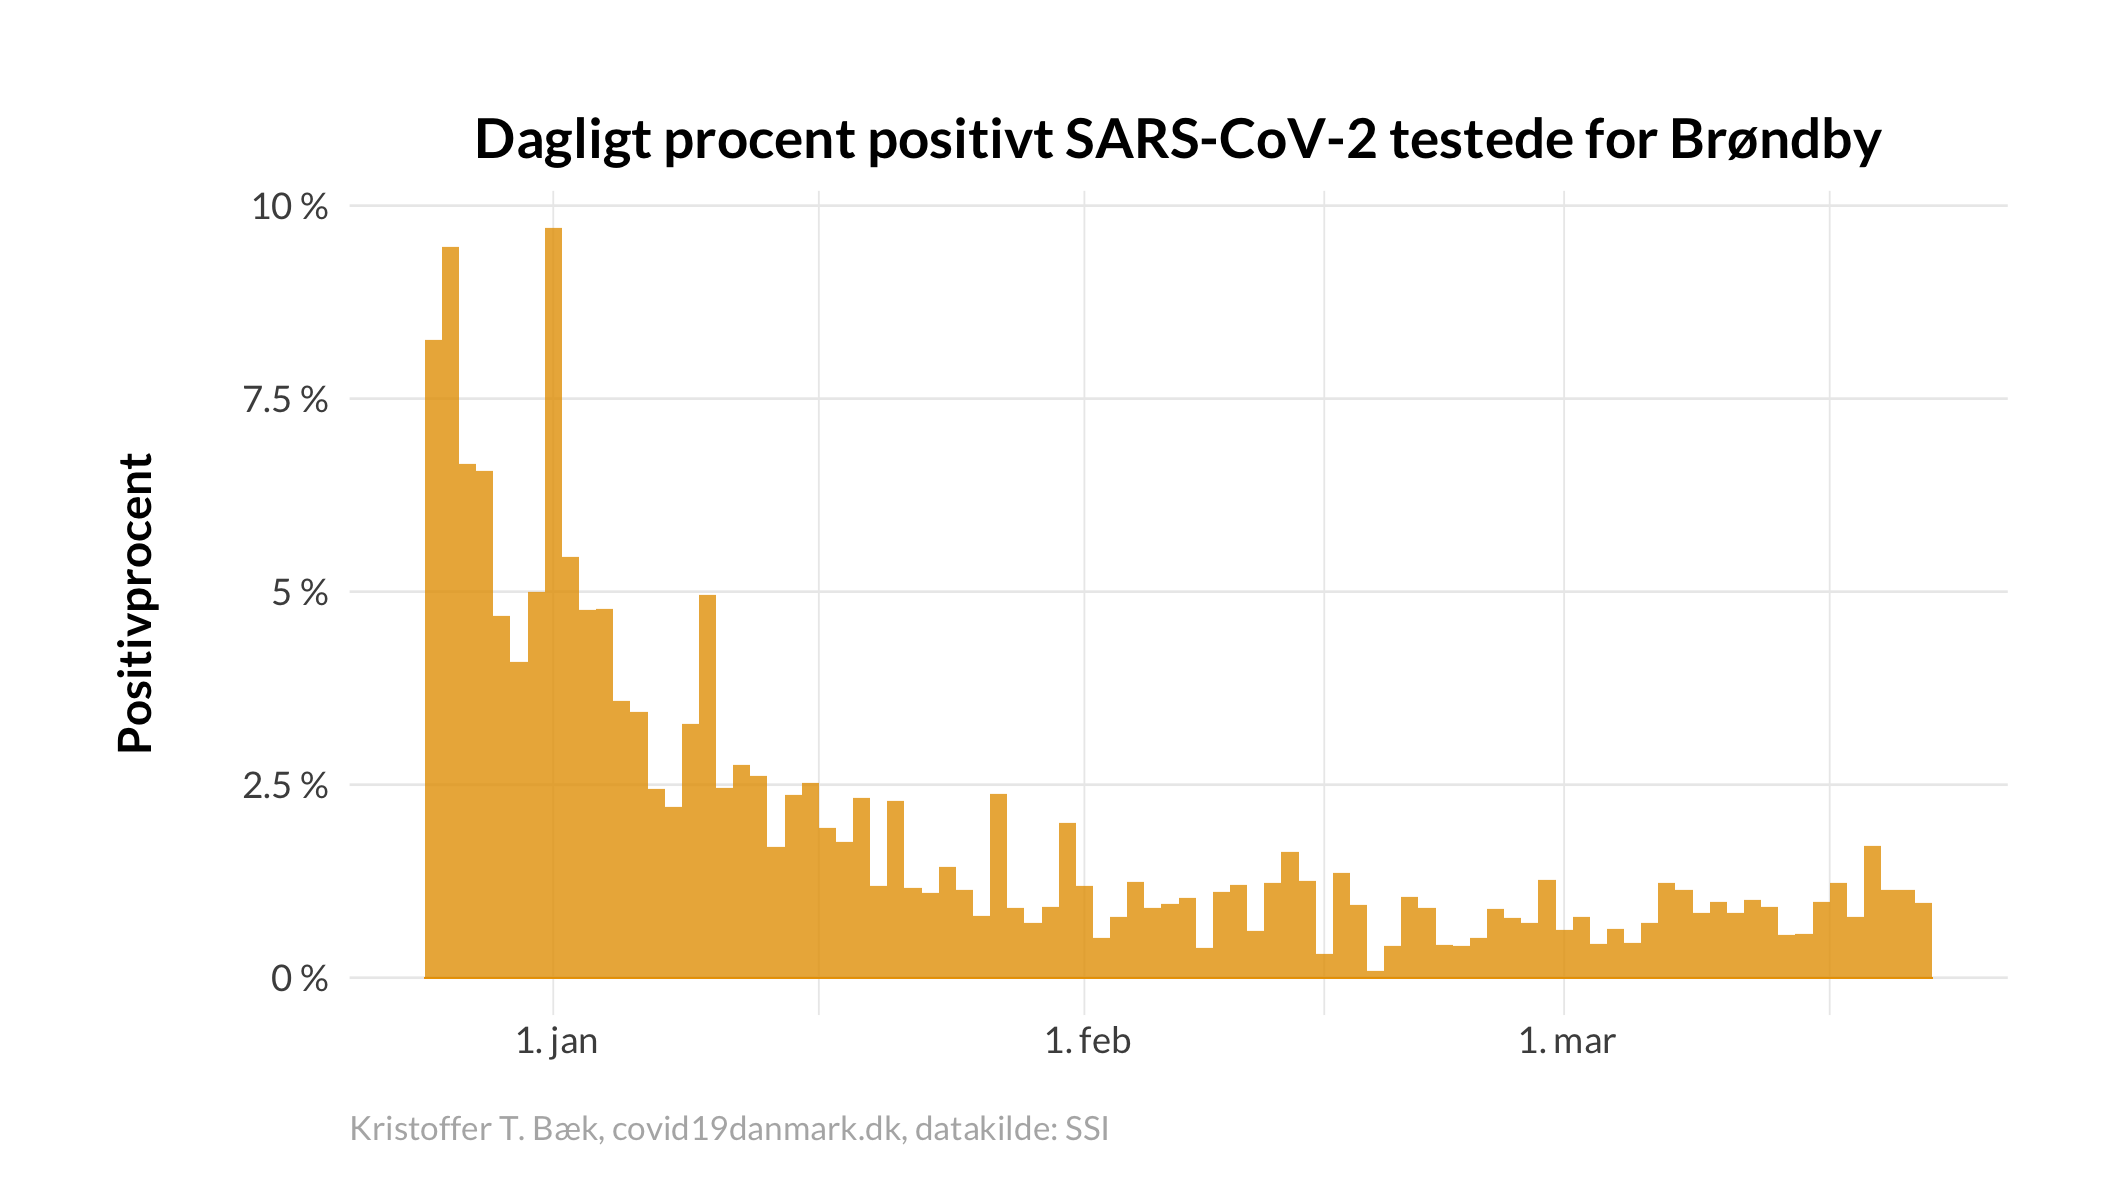 Dagligt procent positivt SARS-CoV-2 testede for Brøndby
Positivprocent
10 %
7.5 %
5 %
2.5 %
0 %
1. jan
1. feb
1. mar
Kristoffer T. Bæk, covid19danmark.dk, datakilde: SSI